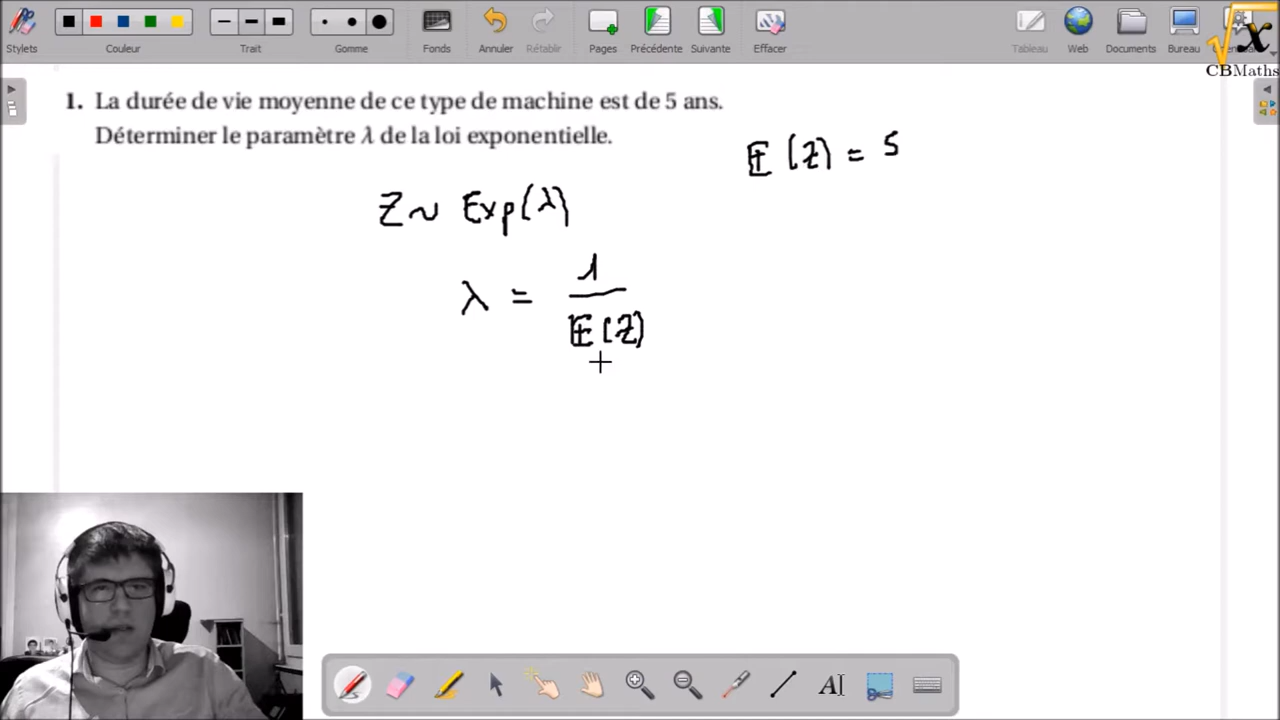 Stylets
Couleur
Trait
Gomme
Fonds
Annuler
Rétablir
Pages
Précédente
Suivante
Effacer
Tableau
Web
Documents
Bureau
√x
CBMaths
1. La durée de vie moyenne de ce type de machine est de 5 ans.
Déterminer le paramètre λ de la loi exponentielle.
𝔼(Z) = 5
Z ~ Exp(λ)
λ = 1 / 𝔼(Z)
AI